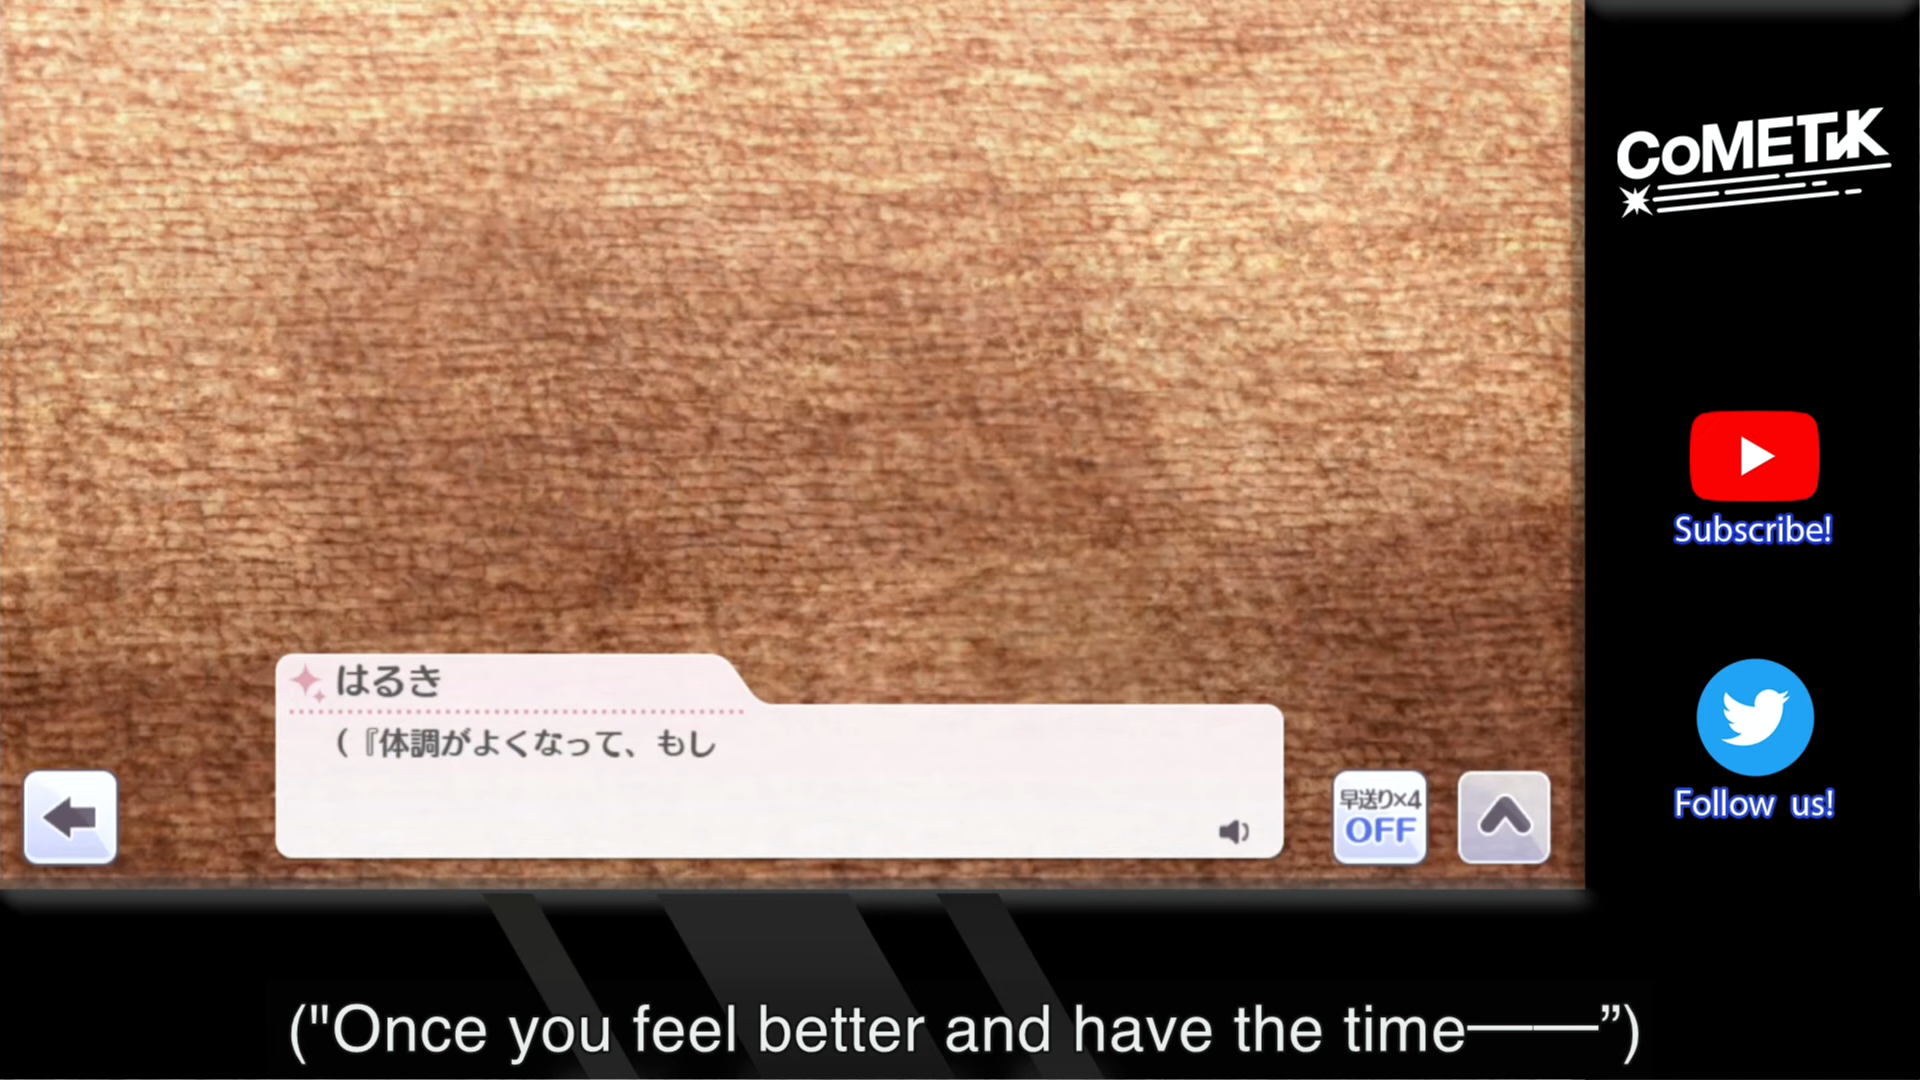 CoMETIK
はるき
(『体調がよくなって、もし
早送り×4
OFF
Subscribe!
Follow us!
("Once you feel better and have the time——”)